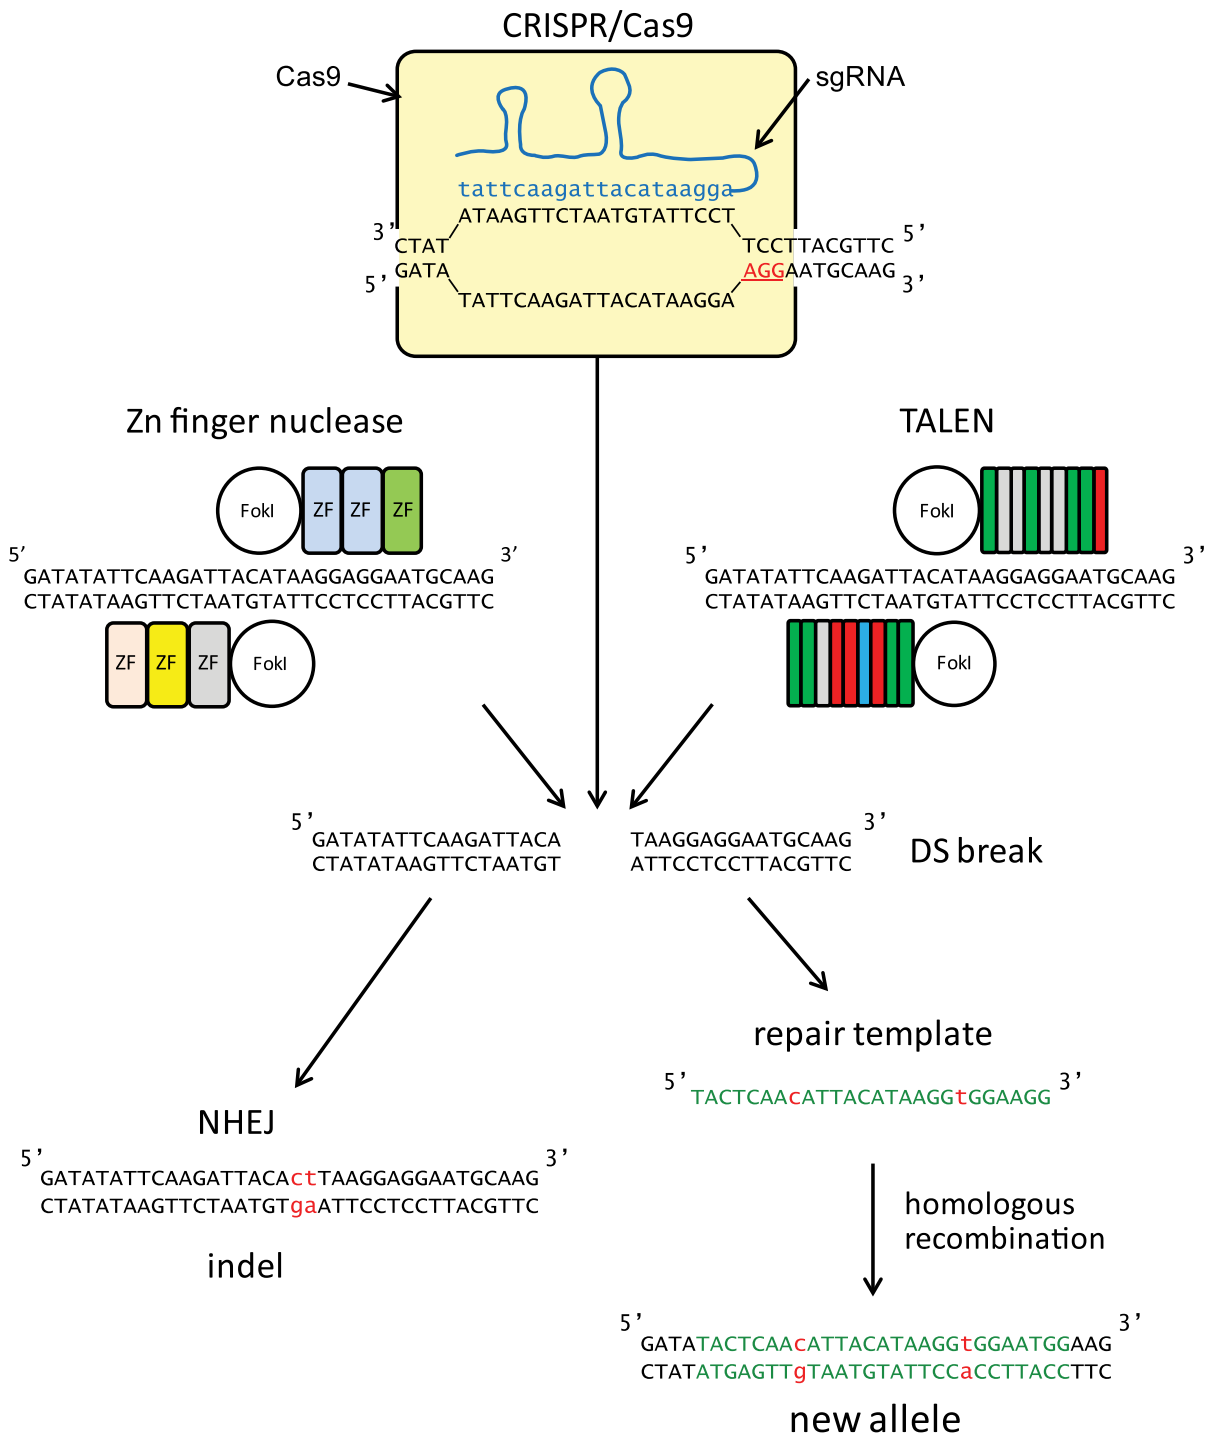 CRISPR/Cas9
Cas9
sgRNA
tattcaagattacataagga
ATAAGTTCTAATGTATTCCT
3’ CTAT TCCTTACGTTC 5’
5’ GATA AGGAATGCAAG 3’
TATTCAAGATTACATAAGGA
Zn finger nuclease
FokI ZF ZF ZF
5’ 3’
GATATATTCAAGATTACATAAGGAGGAATGCAAG
CTATATAAGTTCTAATGTATTCCTCCTTACGTTC
ZF ZF ZF FokI
TALEN
FokI
5’ 3’
GATATATTCAAGATTACATAAGGAGGAATGCAAG
CTATATAAGTTCTAATGTATTCCTCCTTACGTTC
FokI
5’ 3’
GATATATTCAAGATTACA TAAGGAGGAATGCAAG
CTATATAAGTTCTAATGT ATTCCTCCTTACGTTC
DS break
NHEJ
5’ 3’
GATATATTCAAGATTACActTAAGGAGGAATGCAAG
CTATATAAGTTCTAATGTgaATTCCTCCTTACGTTC
indel
repair template
5’ 3’
TACTCAAcATTACATAAGGtGGAAGG
homologous
recombination
5’ 3’
GATATACTCAAcATTACATAAGGtGGAATGGAAG
CTATATGAGTTgTAATGTATTCCaCCTTACCTTC
new allele